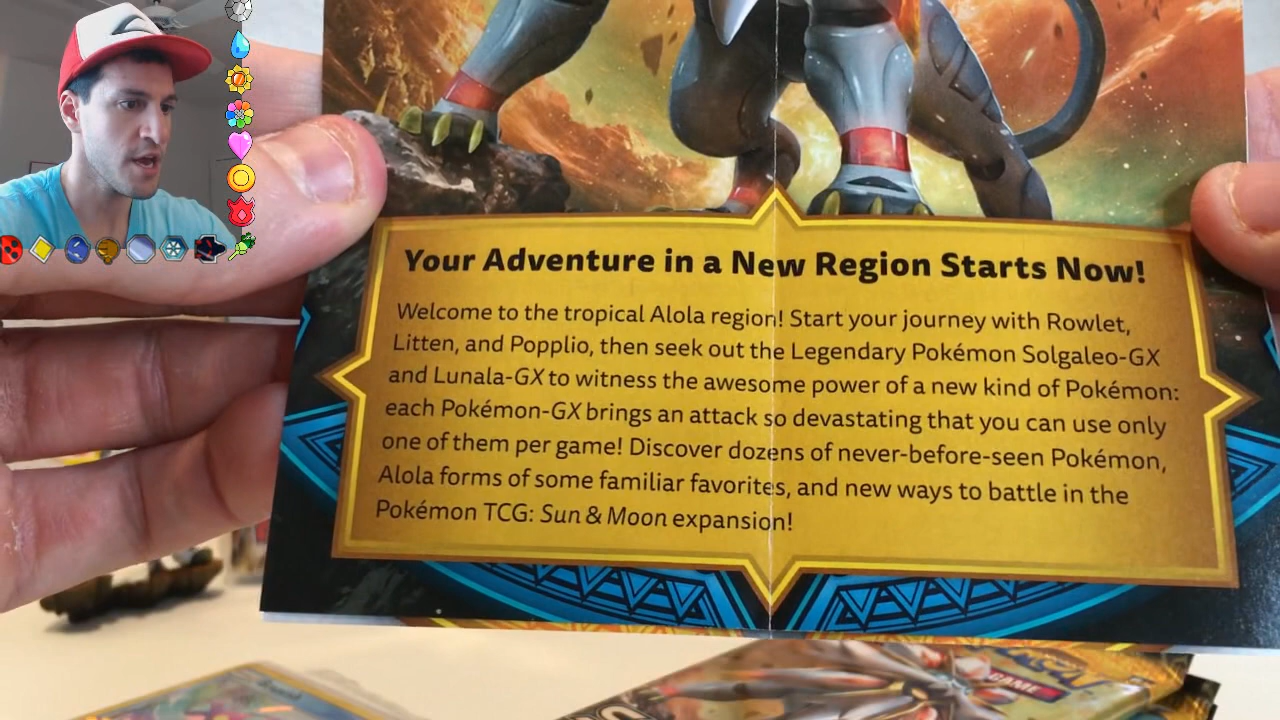 Your Adventure in a New Region Starts Now!
Welcome to the tropical Alola region! Start your journey with Rowlet,
Litten, and Popplio, then seek out the Legendary Pokémon Solgaleo-GX
and Lunala-GX to witness the awesome power of a new kind of Pokémon:
each Pokémon-GX brings an attack so devastating that you can use only
one of them per game! Discover dozens of never-before-seen Pokémon,
Alola forms of some familiar favorites, and new ways to battle in the
Pokémon TCG: Sun & Moon expansion!
POKÉMON
GAME